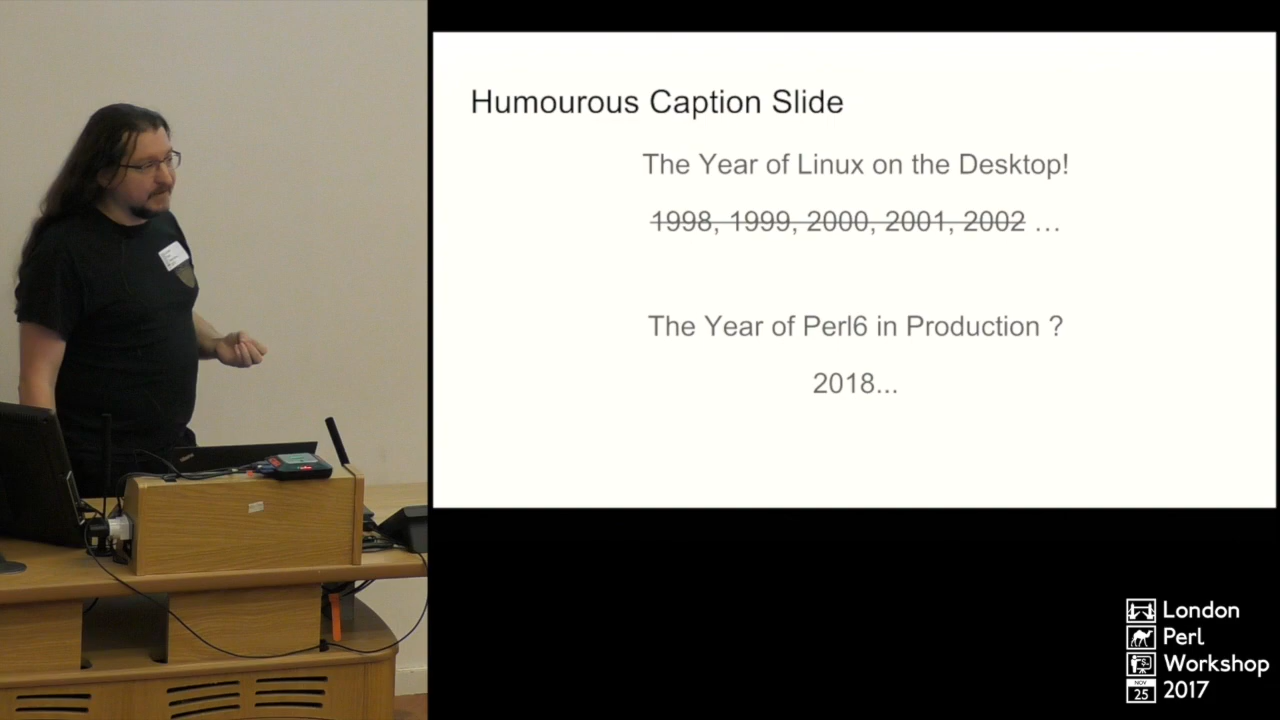 Humourous Caption Slide
The Year of Linux on the Desktop!
1998, 1999, 2000, 2001, 2002 ...
The Year of Perl6 in Production ?
2018...
London
Perl
Workshop
NOV
25
2017